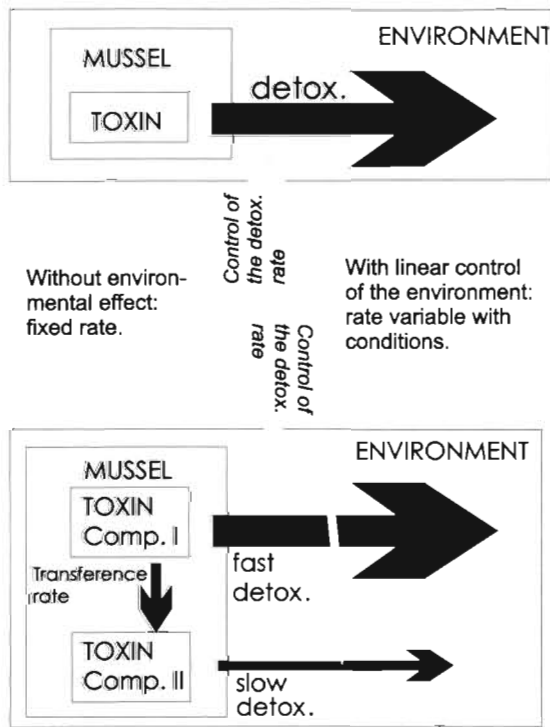 ENVIRONMENT
MUSSEL
detox.
TOXIN
Control of
the detox.
rate
Without environ-
mental effect:
fixed rate.
With linear control
of the environment:
rate variable with
conditions.
Control of
the detox.
rate
ENVIRONMENT
MUSSEL
TOXIN
Comp. I
fast
detox.
Transference
rate
TOXIN
Comp. II
slow
detox.